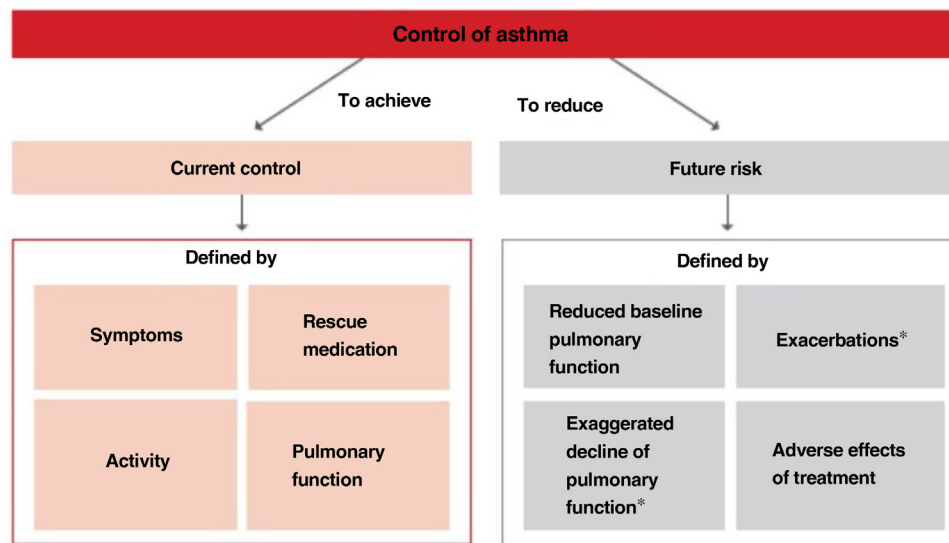 Control of asthma
To achieve
To reduce
Current control
Future risk
Defined by
Symptoms
Rescue
medication
Activity
Pulmonary
function
Defined by
Reduced baseline
pulmonary
function
Exacerbations*
Exaggerated
decline of
pulmonary
function*
Adverse effects
of treatment